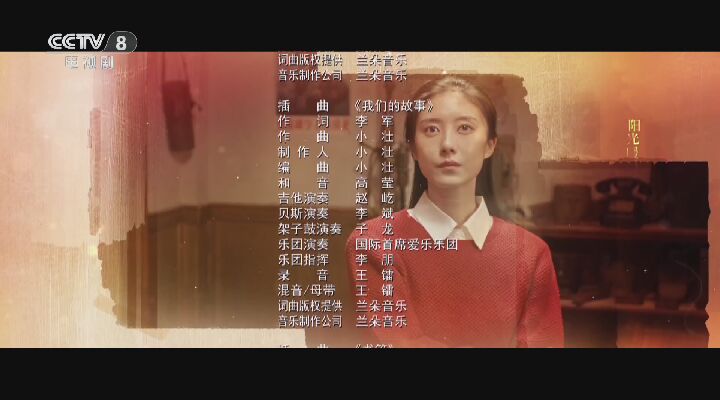 CCTV 8
电视剧
词曲版权提供 兰朵音乐
音乐制作公司 兰朵音乐
插曲 《我们的故事》
作词 李军
作曲 小壮
制作人 小壮
编曲 小壮
和音 高莹
吉他演奏 赵屹
贝斯演奏 李斌
架子鼓演奏 子龙
乐团演奏 国际首席爱乐乐团
乐团指挥 李朋
录音 王镭
混音/母带 王镭
词曲版权提供 兰朵音乐
音乐制作公司 兰朵音乐
阳光